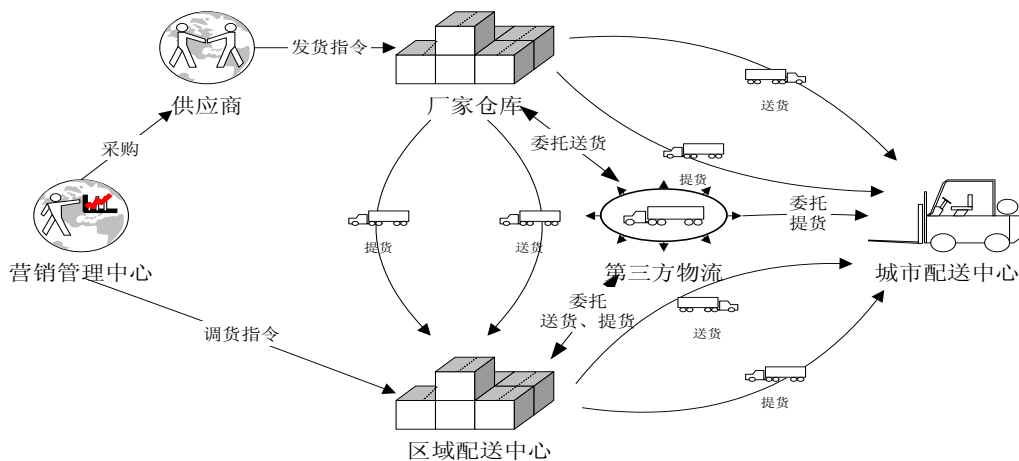 发货指令
送货
供应商
厂家仓库
采购
委托送货
提货
提货
送货
委托
提货
营销管理中心
第三方物流
城市配送中心
委托
送货、提货
送货
调货指令
提货
区域配送中心